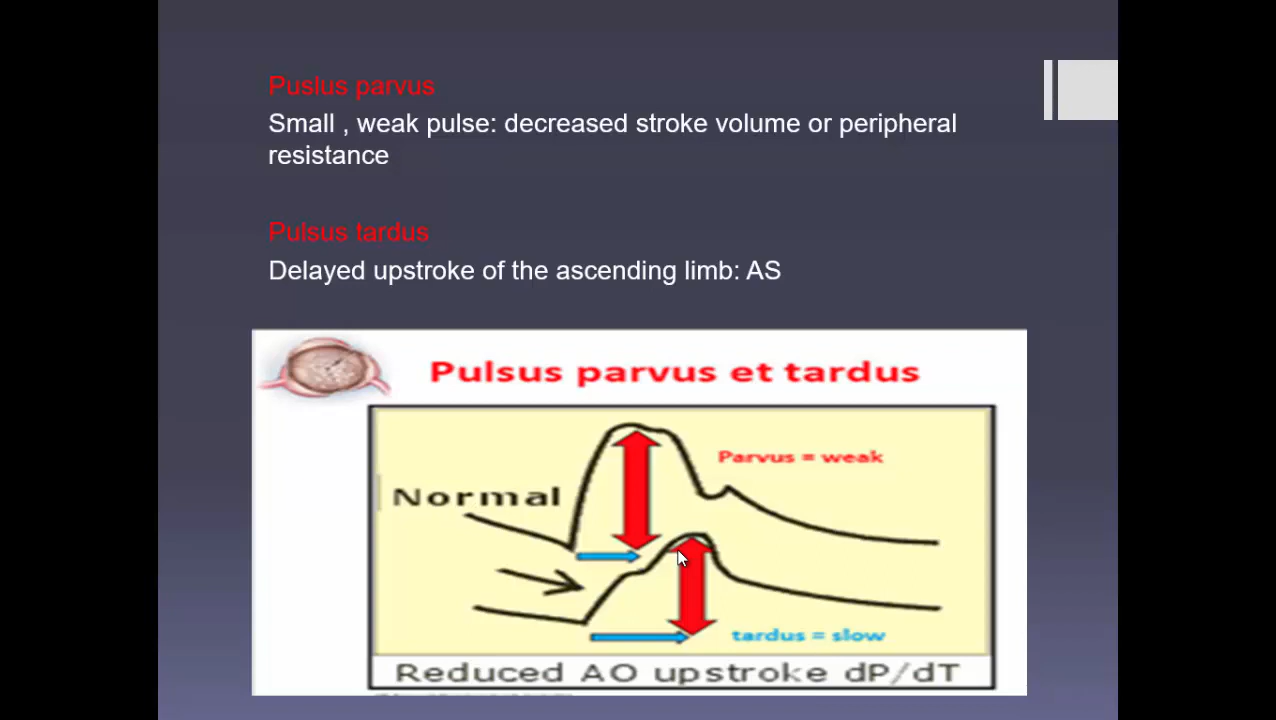 Puslus parvus
Small , weak pulse: decreased stroke volume or peripheral
resistance
Pulsus tardus
Delayed upstroke of the ascending limb: AS
Pulsus parvus et tardus
Parvus = weak
Normal
tardus = slow
Reduced AO upstroke dP/dT